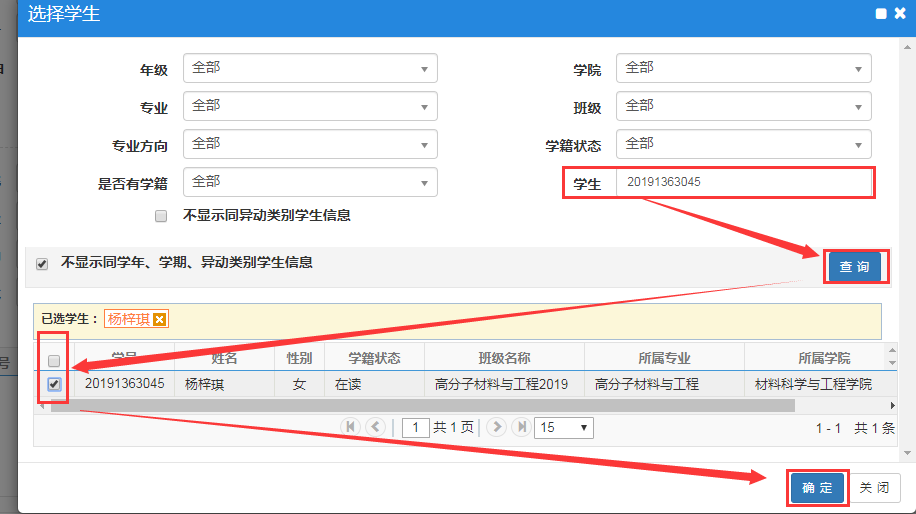 选择学生
年级 全部 学院 全部
专业 全部 班级 全部
专业方向 全部 学籍状态 全部
是否有学籍 全部 学生 20191363045
不显示同异动类别学生信息
不显示同学年、学期、异动类别学生信息 查 询
已选学生： 杨梓琪
学号 姓名 性别 学籍状态 班级名称 所属专业 所属学院
20191363045 杨梓琪 女 在读 高分子材料与工程2019 高分子材料与工程 材料科学与工程学院
1 共 1 页 15 1 - 1 共 1 条
确 定 关 闭
号